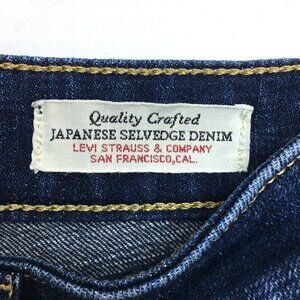 Quality Crafted
JAPANESE SELVEDGE DENIM
LEVI STRAUSS & COMPANY
SAN FRANCISCO,CAL.